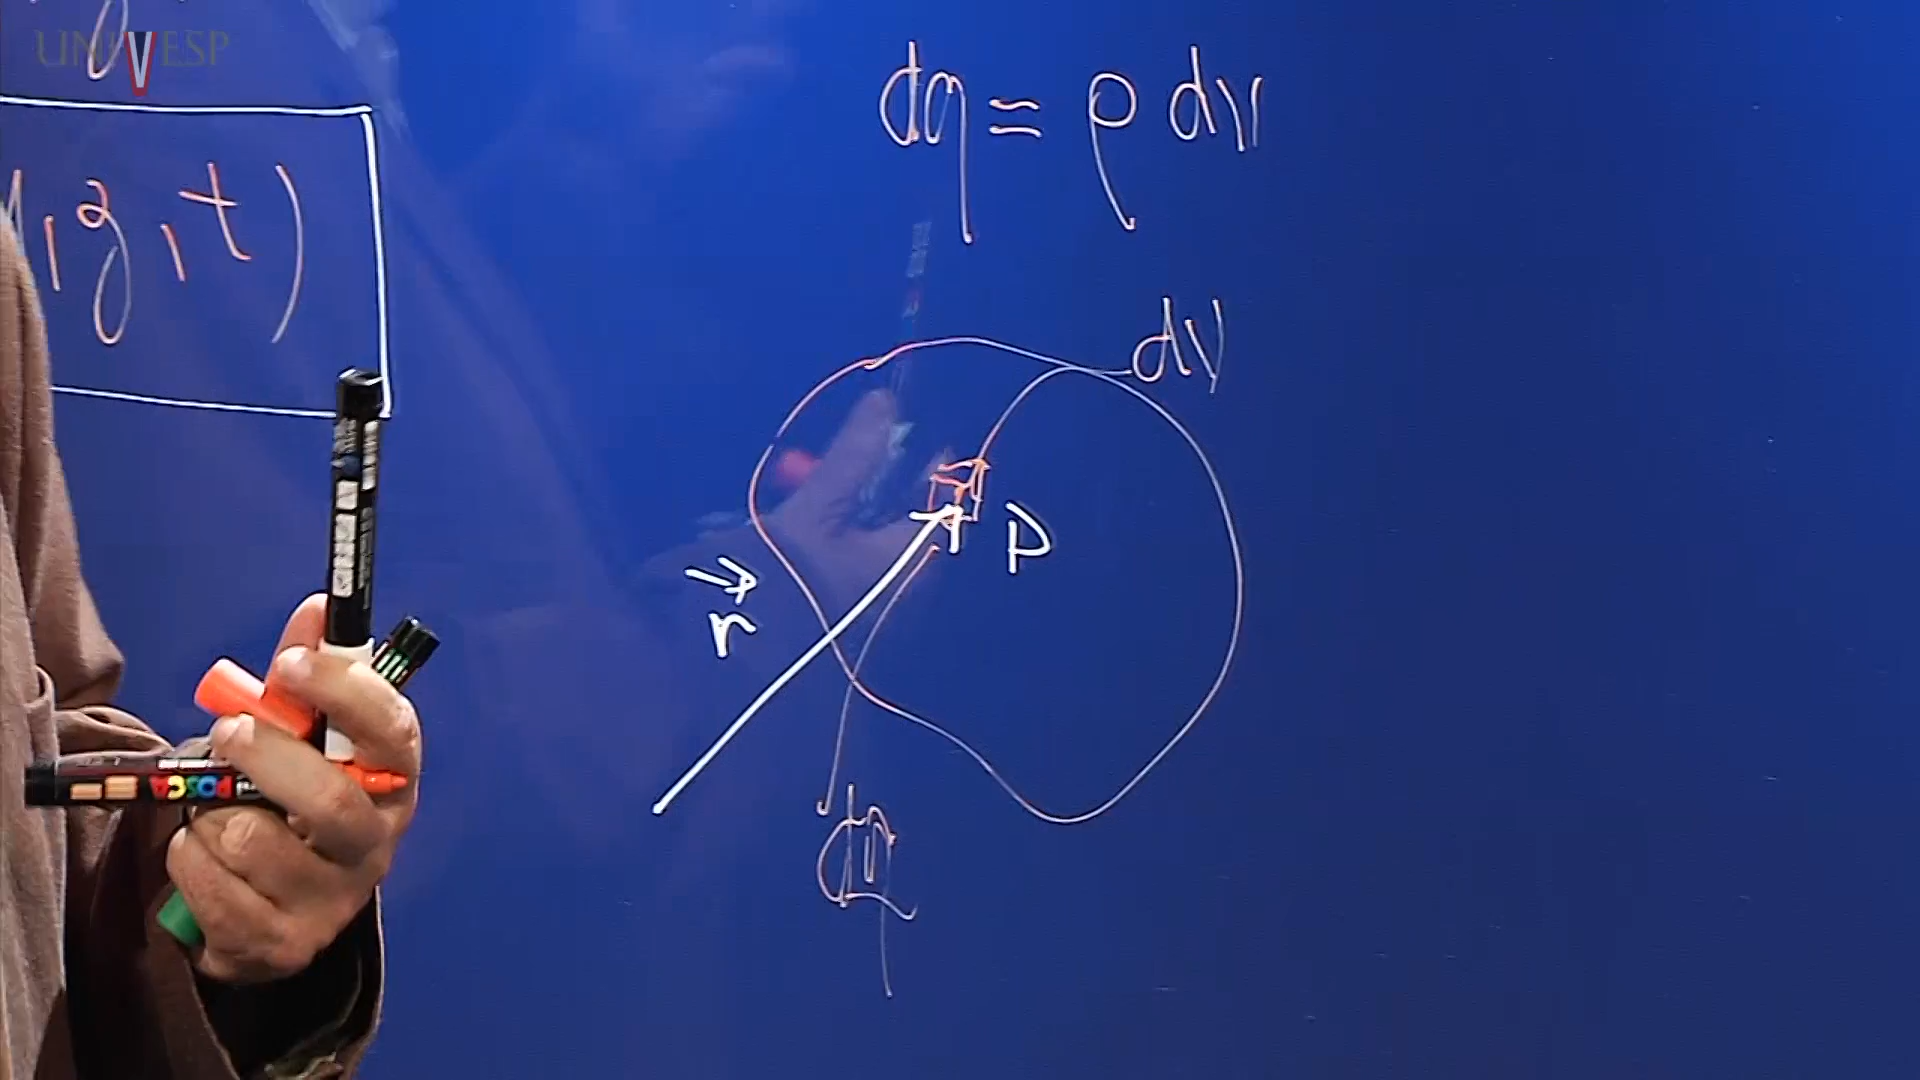 UNIVESP
dq = ρ dv
,z,t)
dv
P
r⃗
dq
POSCA